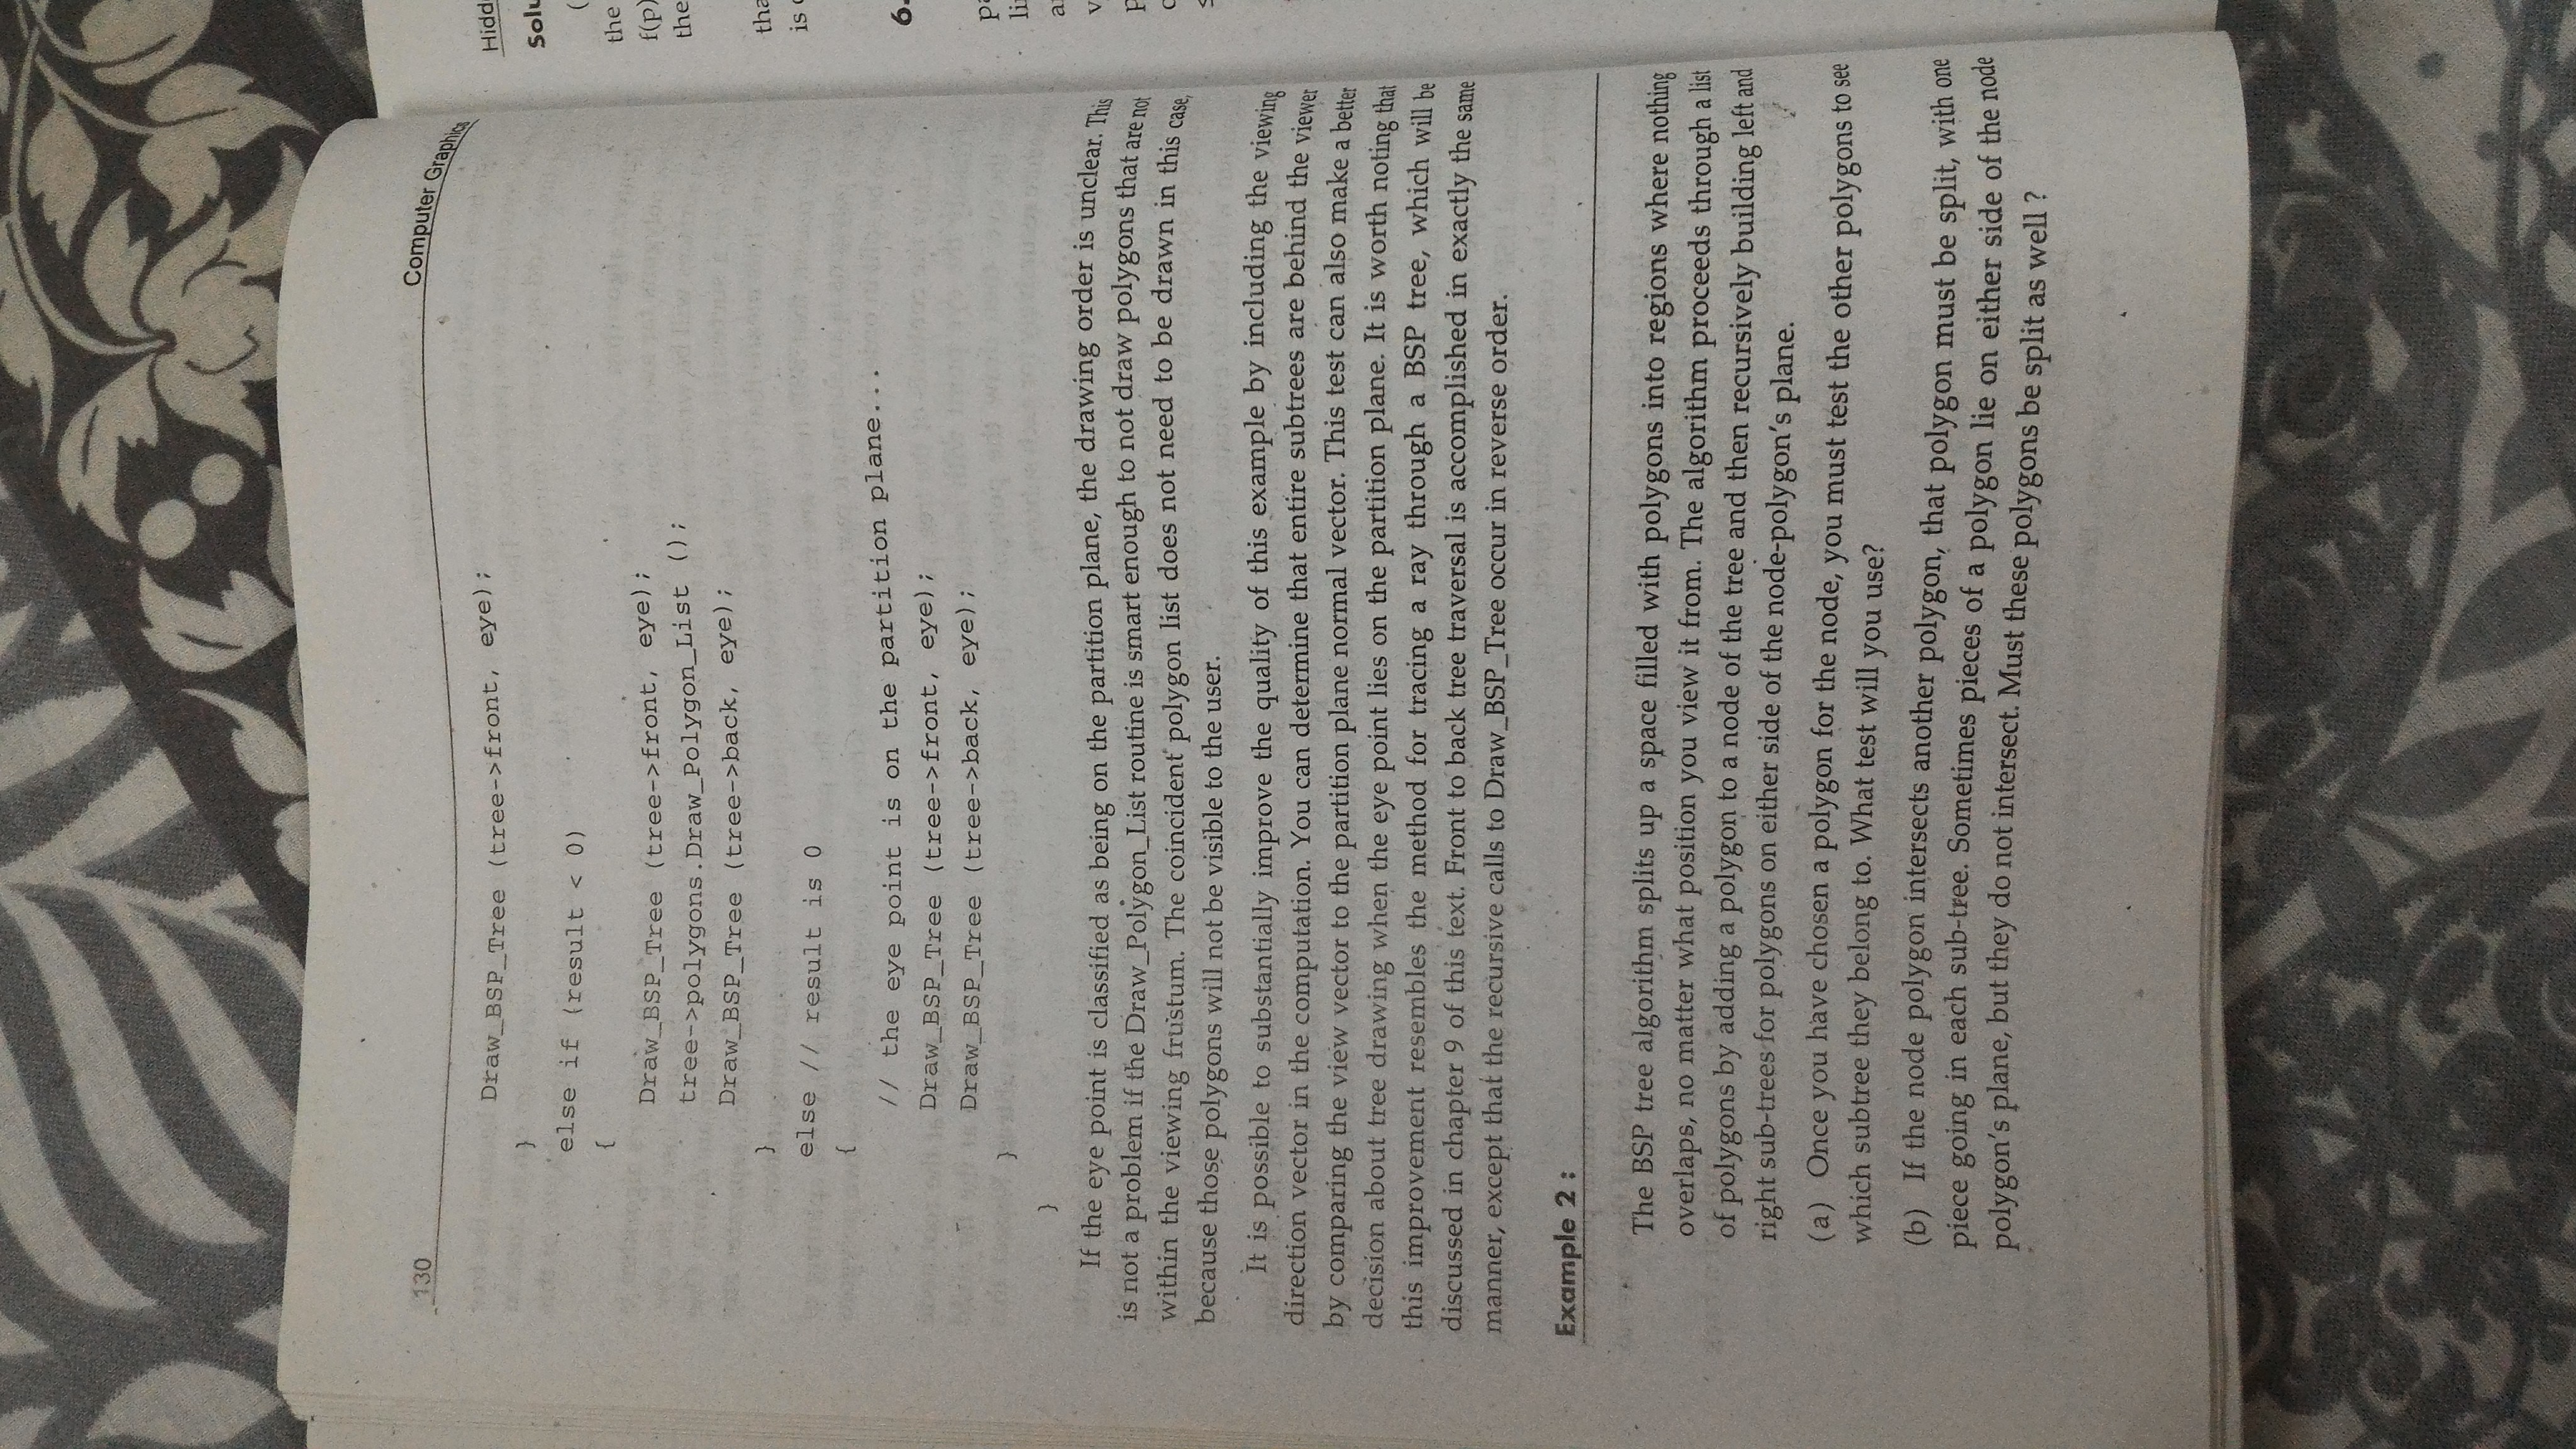 130
Computer Graphics
Draw_BSP_Tree (tree->front, eye);
}
else if (result < 0)
{
Draw_BSP_Tree (tree->front, eye);
tree->polygons.Draw_Polygon_List ();
Draw_BSP_Tree (tree->back, eye);
}
else // result is 0
{
// the eye point is on the partition plane...
Draw_BSP_Tree (tree->front, eye);
Draw_BSP_Tree (tree->back, eye);
}
}
If the eye point is classified as being on the partition plane, the drawing order is unclear. This
is not a problem if the Draw_Polygon_List routine is smart enough to not draw polygons that are not
within the viewing frustum. The coincident polygon list does not need to be drawn in this case,
because those polygons will not be visible to the user.
It is possible to substantially improve the quality of this example by including the viewing
direction vector in the computation. You can determine that entire subtrees are behind the viewer
by comparing the view vector to the partition plane normal vector. This test can also make a better
decision about tree drawing when the eye point lies on the partition plane. It is worth noting that
this improvement resembles the method for tracing a ray through a BSP tree, which will be
discussed in chapter 9 of this text. Front to back tree traversal is accomplished in exactly the same
manner, except that the recursive calls to Draw_BSP_Tree occur in reverse order.
Example 2 :
The BSP tree algorithm splits up a space filled with polygons into regions where nothing
overlaps, no matter what position you view it from. The algorithm proceeds through a list
of polygons by adding a polygon to a node of the tree and then recursively building left and
right sub-trees for polygons on either side of the node-polygon's plane.
(a) Once you have chosen a polygon for the node, you must test the other polygons to see
which subtree they belong to. What test will you use?
(b) If the node polygon intersects another polygon, that polygon must be split, with one
piece going in each sub-tree. Sometimes pieces of a polygon lie on either side of the node
polygon's plane, but they do not intersect. Must these polygons be split as well ?
Hidd
Solu
(
the
f(p)
the
tha
is
6.